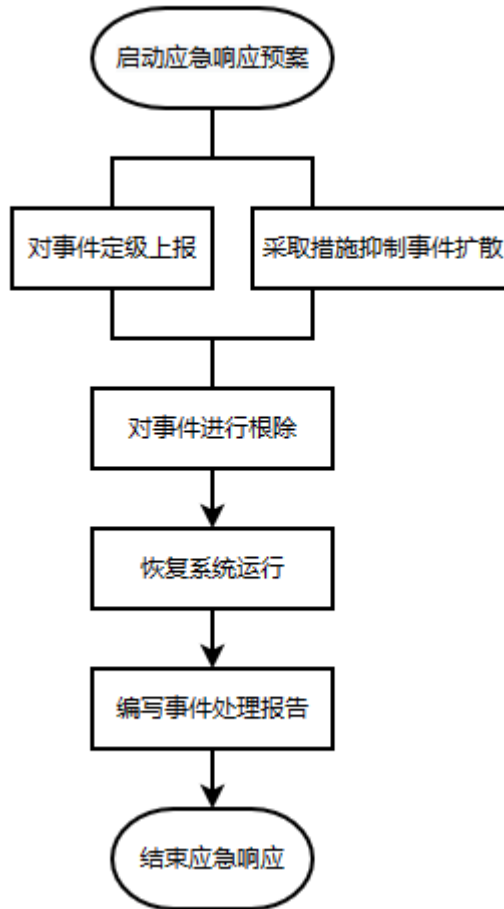 启动应急响应预案
对事件定级上报
采取措施抑制事件扩散
对事件进行根除
恢复系统运行
编写事件处理报告
结束应急响应